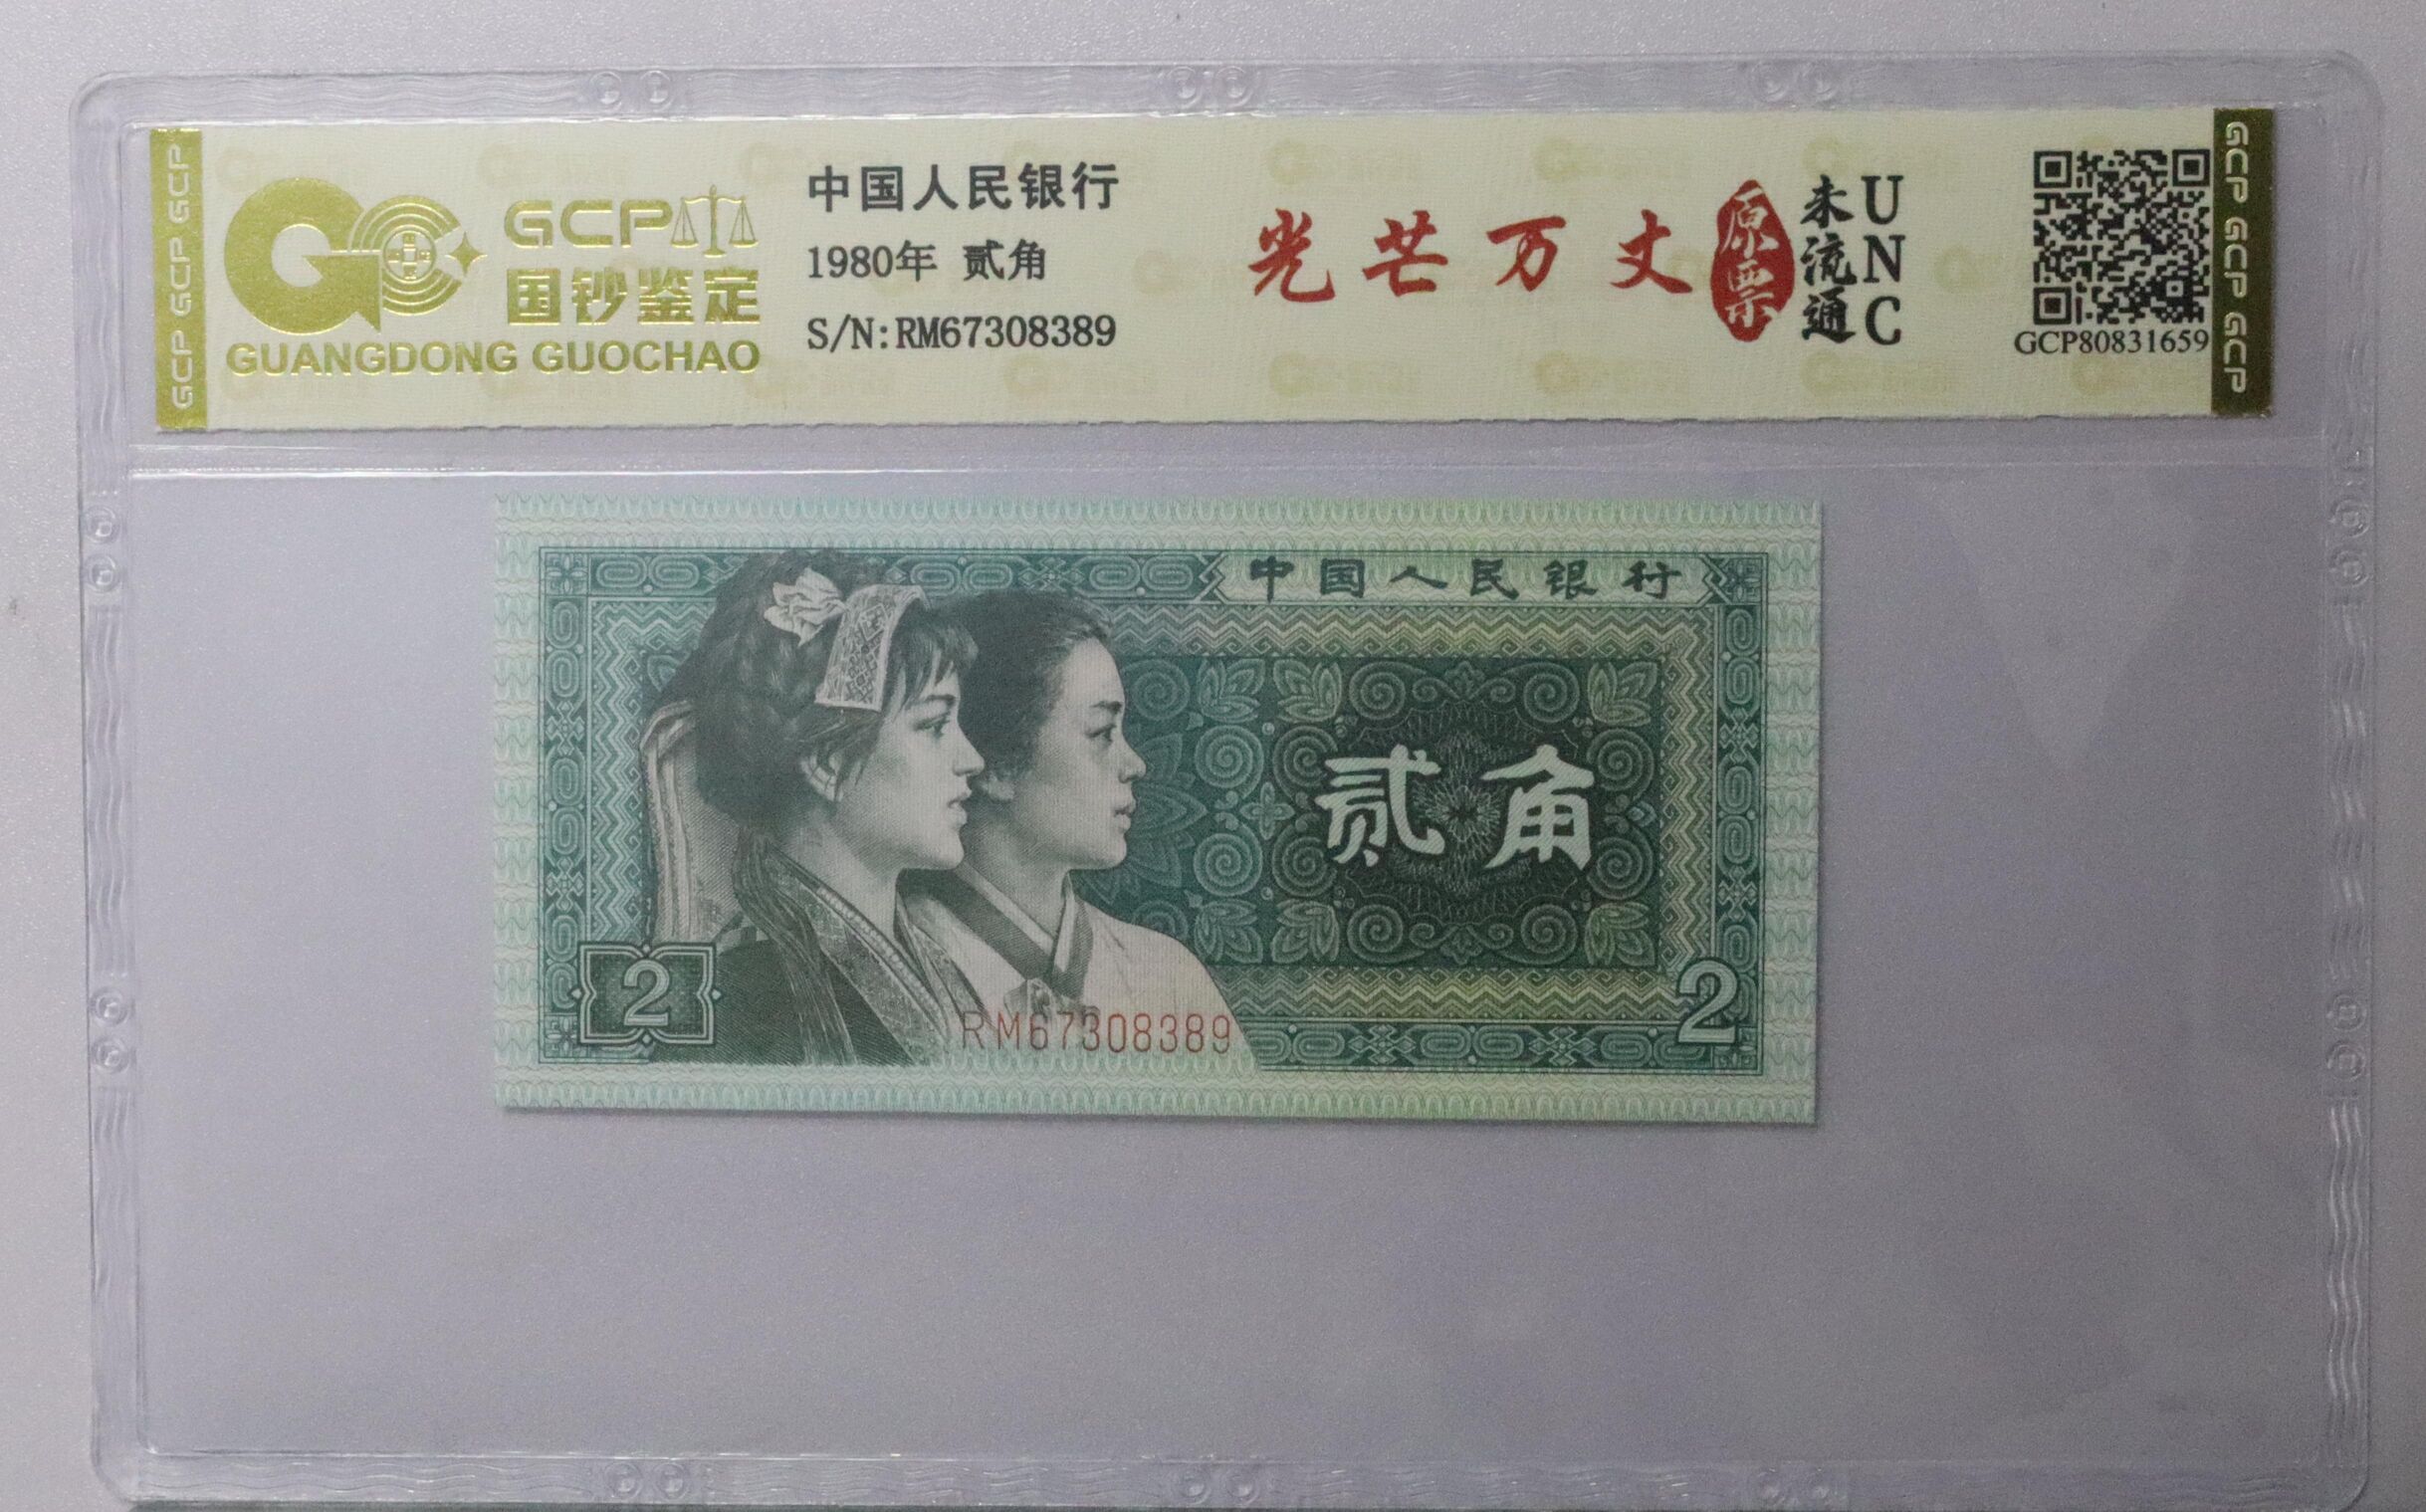 GCP GCP GCP
GCP
国钞鉴定
GUANGDONG GUOCHAO
中国人民银行
1980年 贰角
S/N:RM67308389
光芒万丈
原票
未流通
UNC
GCP80831659
GCP GCP GCP GCP
中国人民银行
贰角
2
RM67308389
2